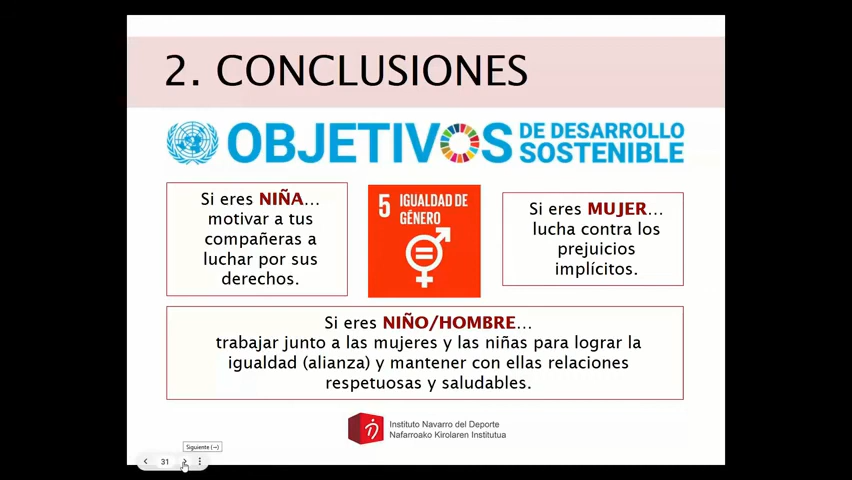 2. CONCLUSIONES
OBJETIVOS
DE DESARROLLO
SOSTENIBLE
Si eres NIÑA…
motivar a tus
compañeras a
luchar por sus
derechos.
5 IGUALDAD DE
GÉNERO
Si eres MUJER…
lucha contra los
prejuicios
implícitos.
Si eres NIÑO/HOMBRE…
trabajar junto a las mujeres y las niñas para lograr la
igualdad (alianza) y mantener con ellas relaciones
respetuosas y saludables.
Instituto Navarro del Deporte
Nafarroako Kirolaren Institutua
Siguiente (→)
31